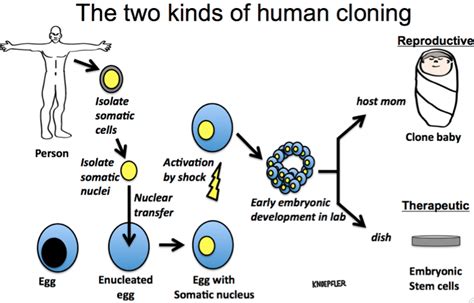 The two kinds of human cloning
Reproductive
Isolate
somatic
cells
host mom
Clone baby
Person
Isolate
somatic
nuclei
Activation
by shock
Nuclear
transfer
Early embryonic
development in lab
Therapeutic
dish
Egg
Enucleated
egg
Egg with
Somatic nucleus
KNOEPFLER
Embryonic
Stem cells